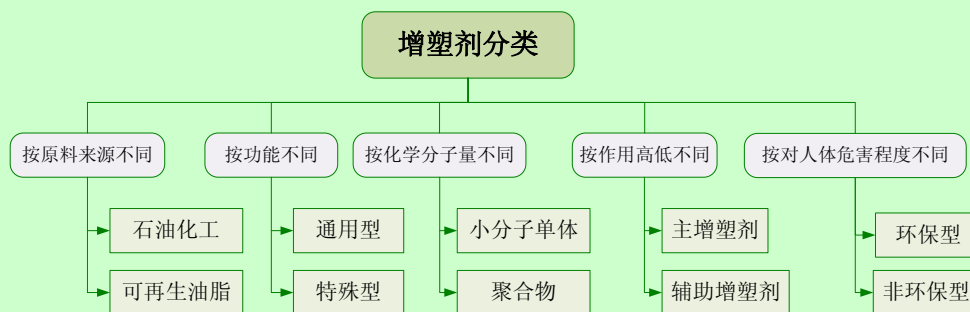 增塑剂分类
按原料来源不同
按功能不同
按化学分子量不同
按作用高低不同
按对人体危害程度不同
石油化工
通用型
小分子单体
主增塑剂
环保型
可再生油脂
特殊型
聚合物
辅助增塑剂
非环保型